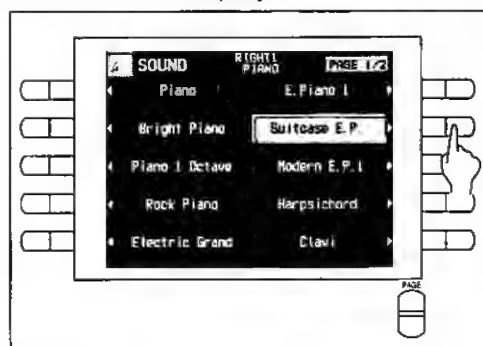 SOUND
RIGHT1
PIANO
PAGE 1/2
Piano
E.Piano 1
Bright Piano
Suitcase E.P.
Piano 1 Octave
Modern E.P.1
Rock Piano
Harpsichord
Electric Grand
Clavi
PAGE